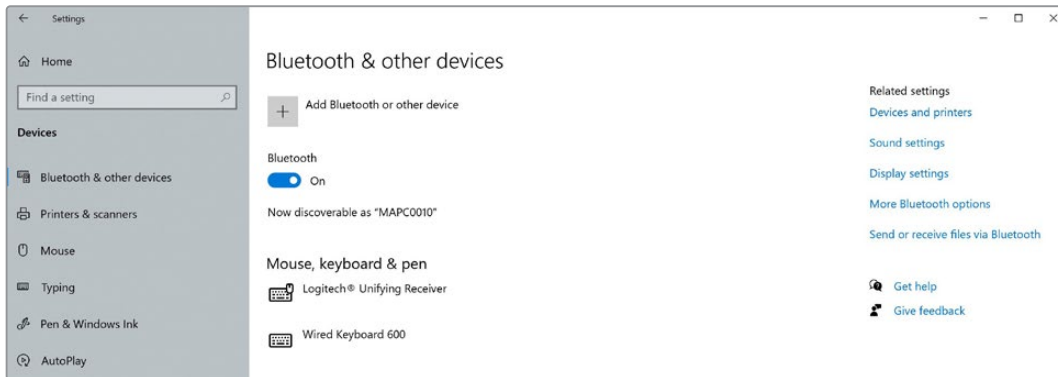 Settings
Home
Find a setting
Devices
Bluetooth & other devices
Printers & scanners
Mouse
Typing
Pen & Windows Ink
AutoPlay
Bluetooth & other devices
Add Bluetooth or other device
Bluetooth
On
Now discoverable as “MAPC0010”
Mouse, keyboard & pen
Logitech® Unifying Receiver
Wired Keyboard 600
Related settings
Devices and printers
Sound settings
Display settings
More Bluetooth options
Send or receive files via Bluetooth
Get help
Give feedback